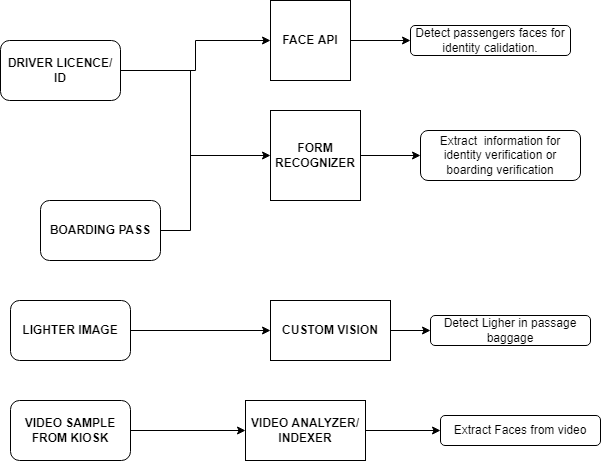 FACE API
Detect passengers faces for
identity calidation.
DRIVER LICENCE/
ID
FORM
RECOGNIZER
Extract information for
identity verification or
boarding verification
BOARDING PASS
LIGHTER IMAGE
CUSTOM VISION
Detect Ligher in passage
baggage
VIDEO SAMPLE
FROM KIOSK
VIDEO ANALYZER/
INDEXER
Extract Faces from video